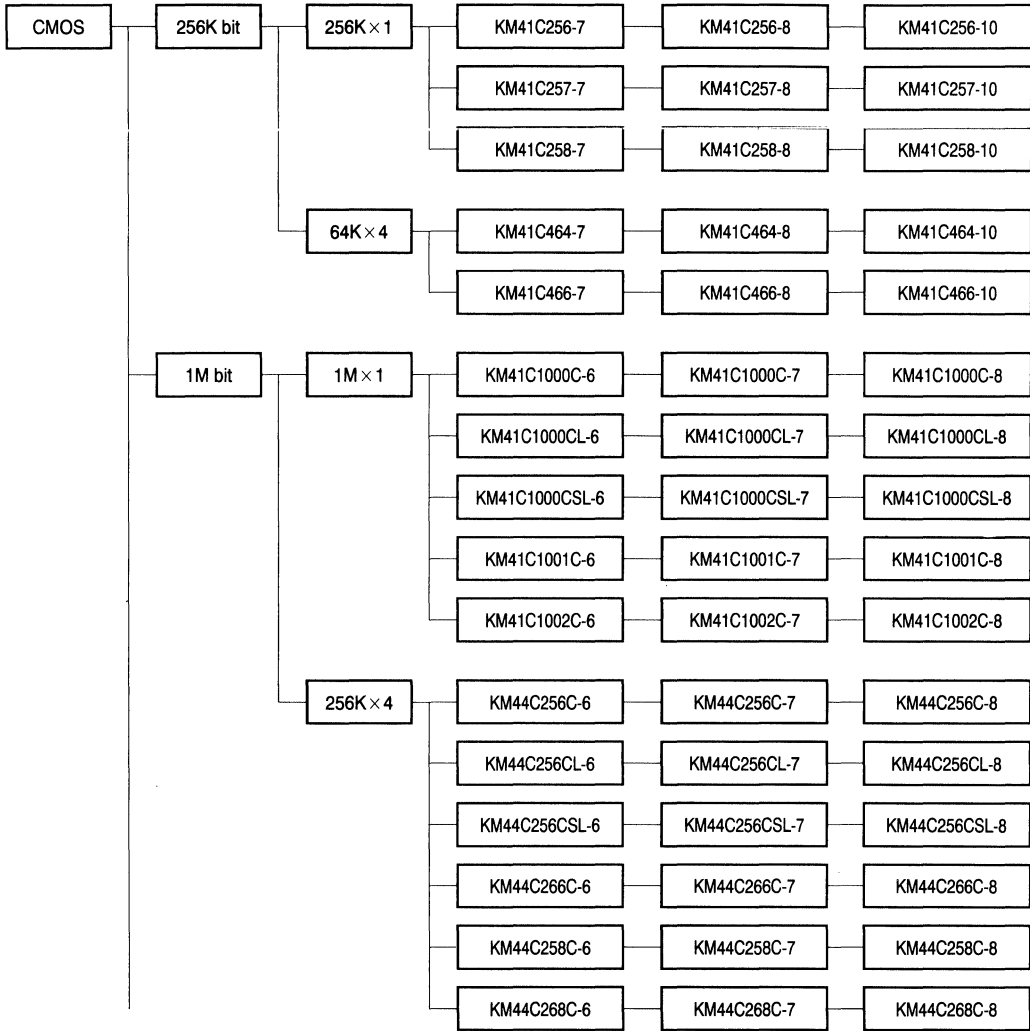 CMOS 256K bit 256K×1 KM41C256-7 KM41C256-8 KM41C256-10
KM41C257-7 KM41C257-8 KM41C257-10
KM41C258-7 KM41C258-8 KM41C258-10
64K×4 KM41C464-7 KM41C464-8 KM41C464-10
KM41C466-7 KM41C466-8 KM41C466-10
1M bit 1M×1 KM41C1000C-6 KM41C1000C-7 KM41C1000C-8
KM41C1000CL-6 KM41C1000CL-7 KM41C1000CL-8
KM41C1000CSL-6 KM41C1000CSL-7 KM41C1000CSL-8
KM41C1001C-6 KM41C1001C-7 KM41C1001C-8
KM41C1002C-6 KM41C1002C-7 KM41C1002C-8
256K×4 KM44C256C-6 KM44C256C-7 KM44C256C-8
KM44C256CL-6 KM44C256CL-7 KM44C256CL-8
KM44C256CSL-6 KM44C256CSL-7 KM44C256CSL-8
KM44C266C-6 KM44C266C-7 KM44C266C-8
KM44C258C-6 KM44C258C-7 KM44C258C-8
KM44C268C-6 KM44C268C-7 KM44C268C-8